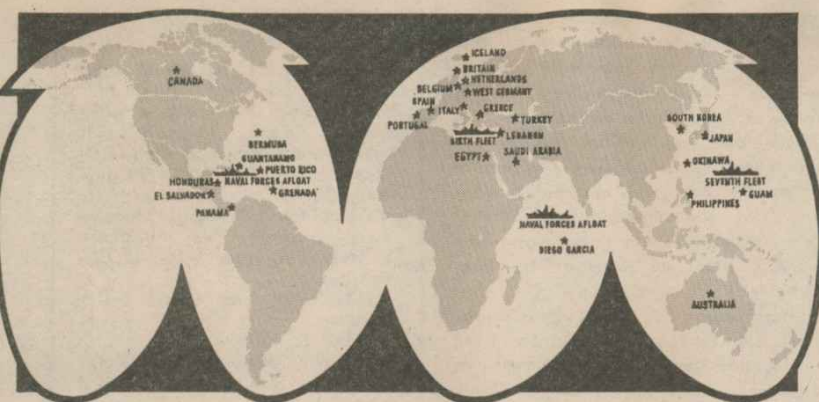 CANADA
BERMUDA
GUANTANAMO
PUERTO RICO
HONDURAS
NAVAL FORCES AFLOAT
EL SALVADOR
GRENADA
PANAMA
ICELAND
BRITAIN
NETHERLANDS
BELGIUM
WEST GERMANY
SPAIN
ITALY
GREECE
PORTUGAL
TURKEY
SIXTH FLEET
LEBANON
EGYPT
SAUDI ARABIA
NAVAL FORCES AFLOAT
DIEGO GARCIA
SOUTH KOREA
JAPAN
OKINAWA
SEVENTH FLEET
GUAM
PHILIPPINES
AUSTRALIA